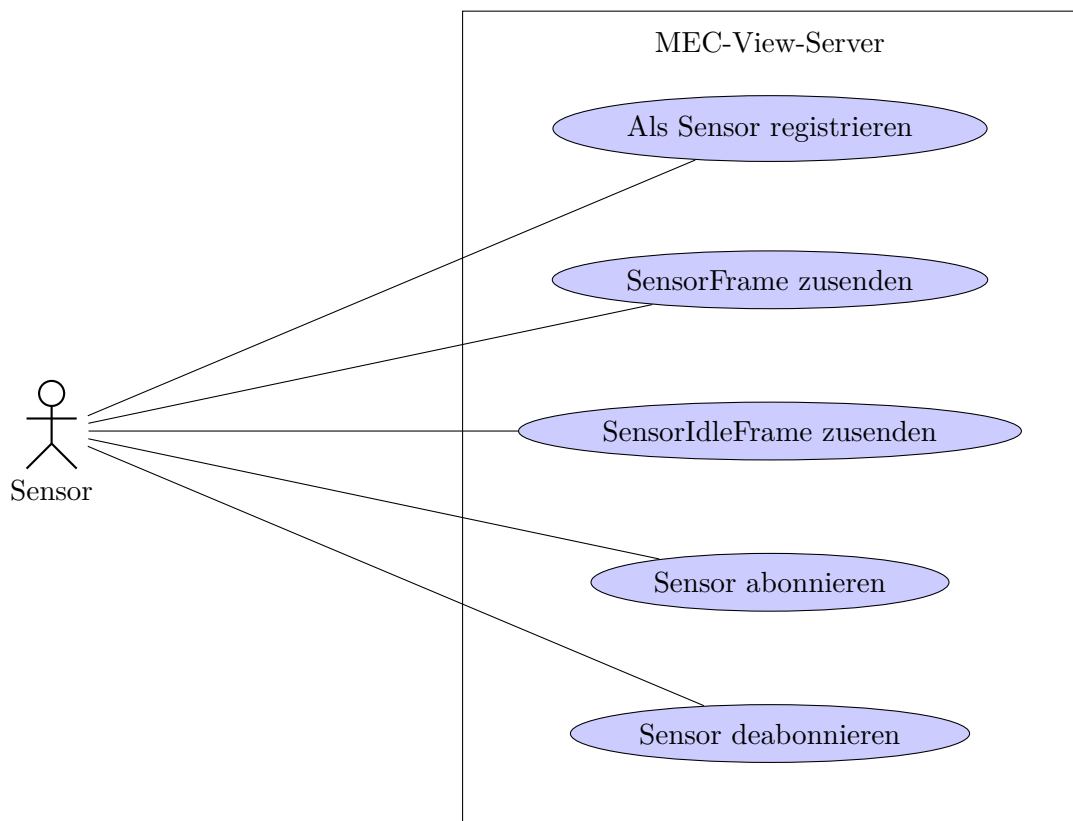 MEC-View-Server
Als Sensor registrieren
SensorFrame zusenden
SensorIdleFrame zusenden
Sensor
Sensor abonnieren
Sensor deabonnieren